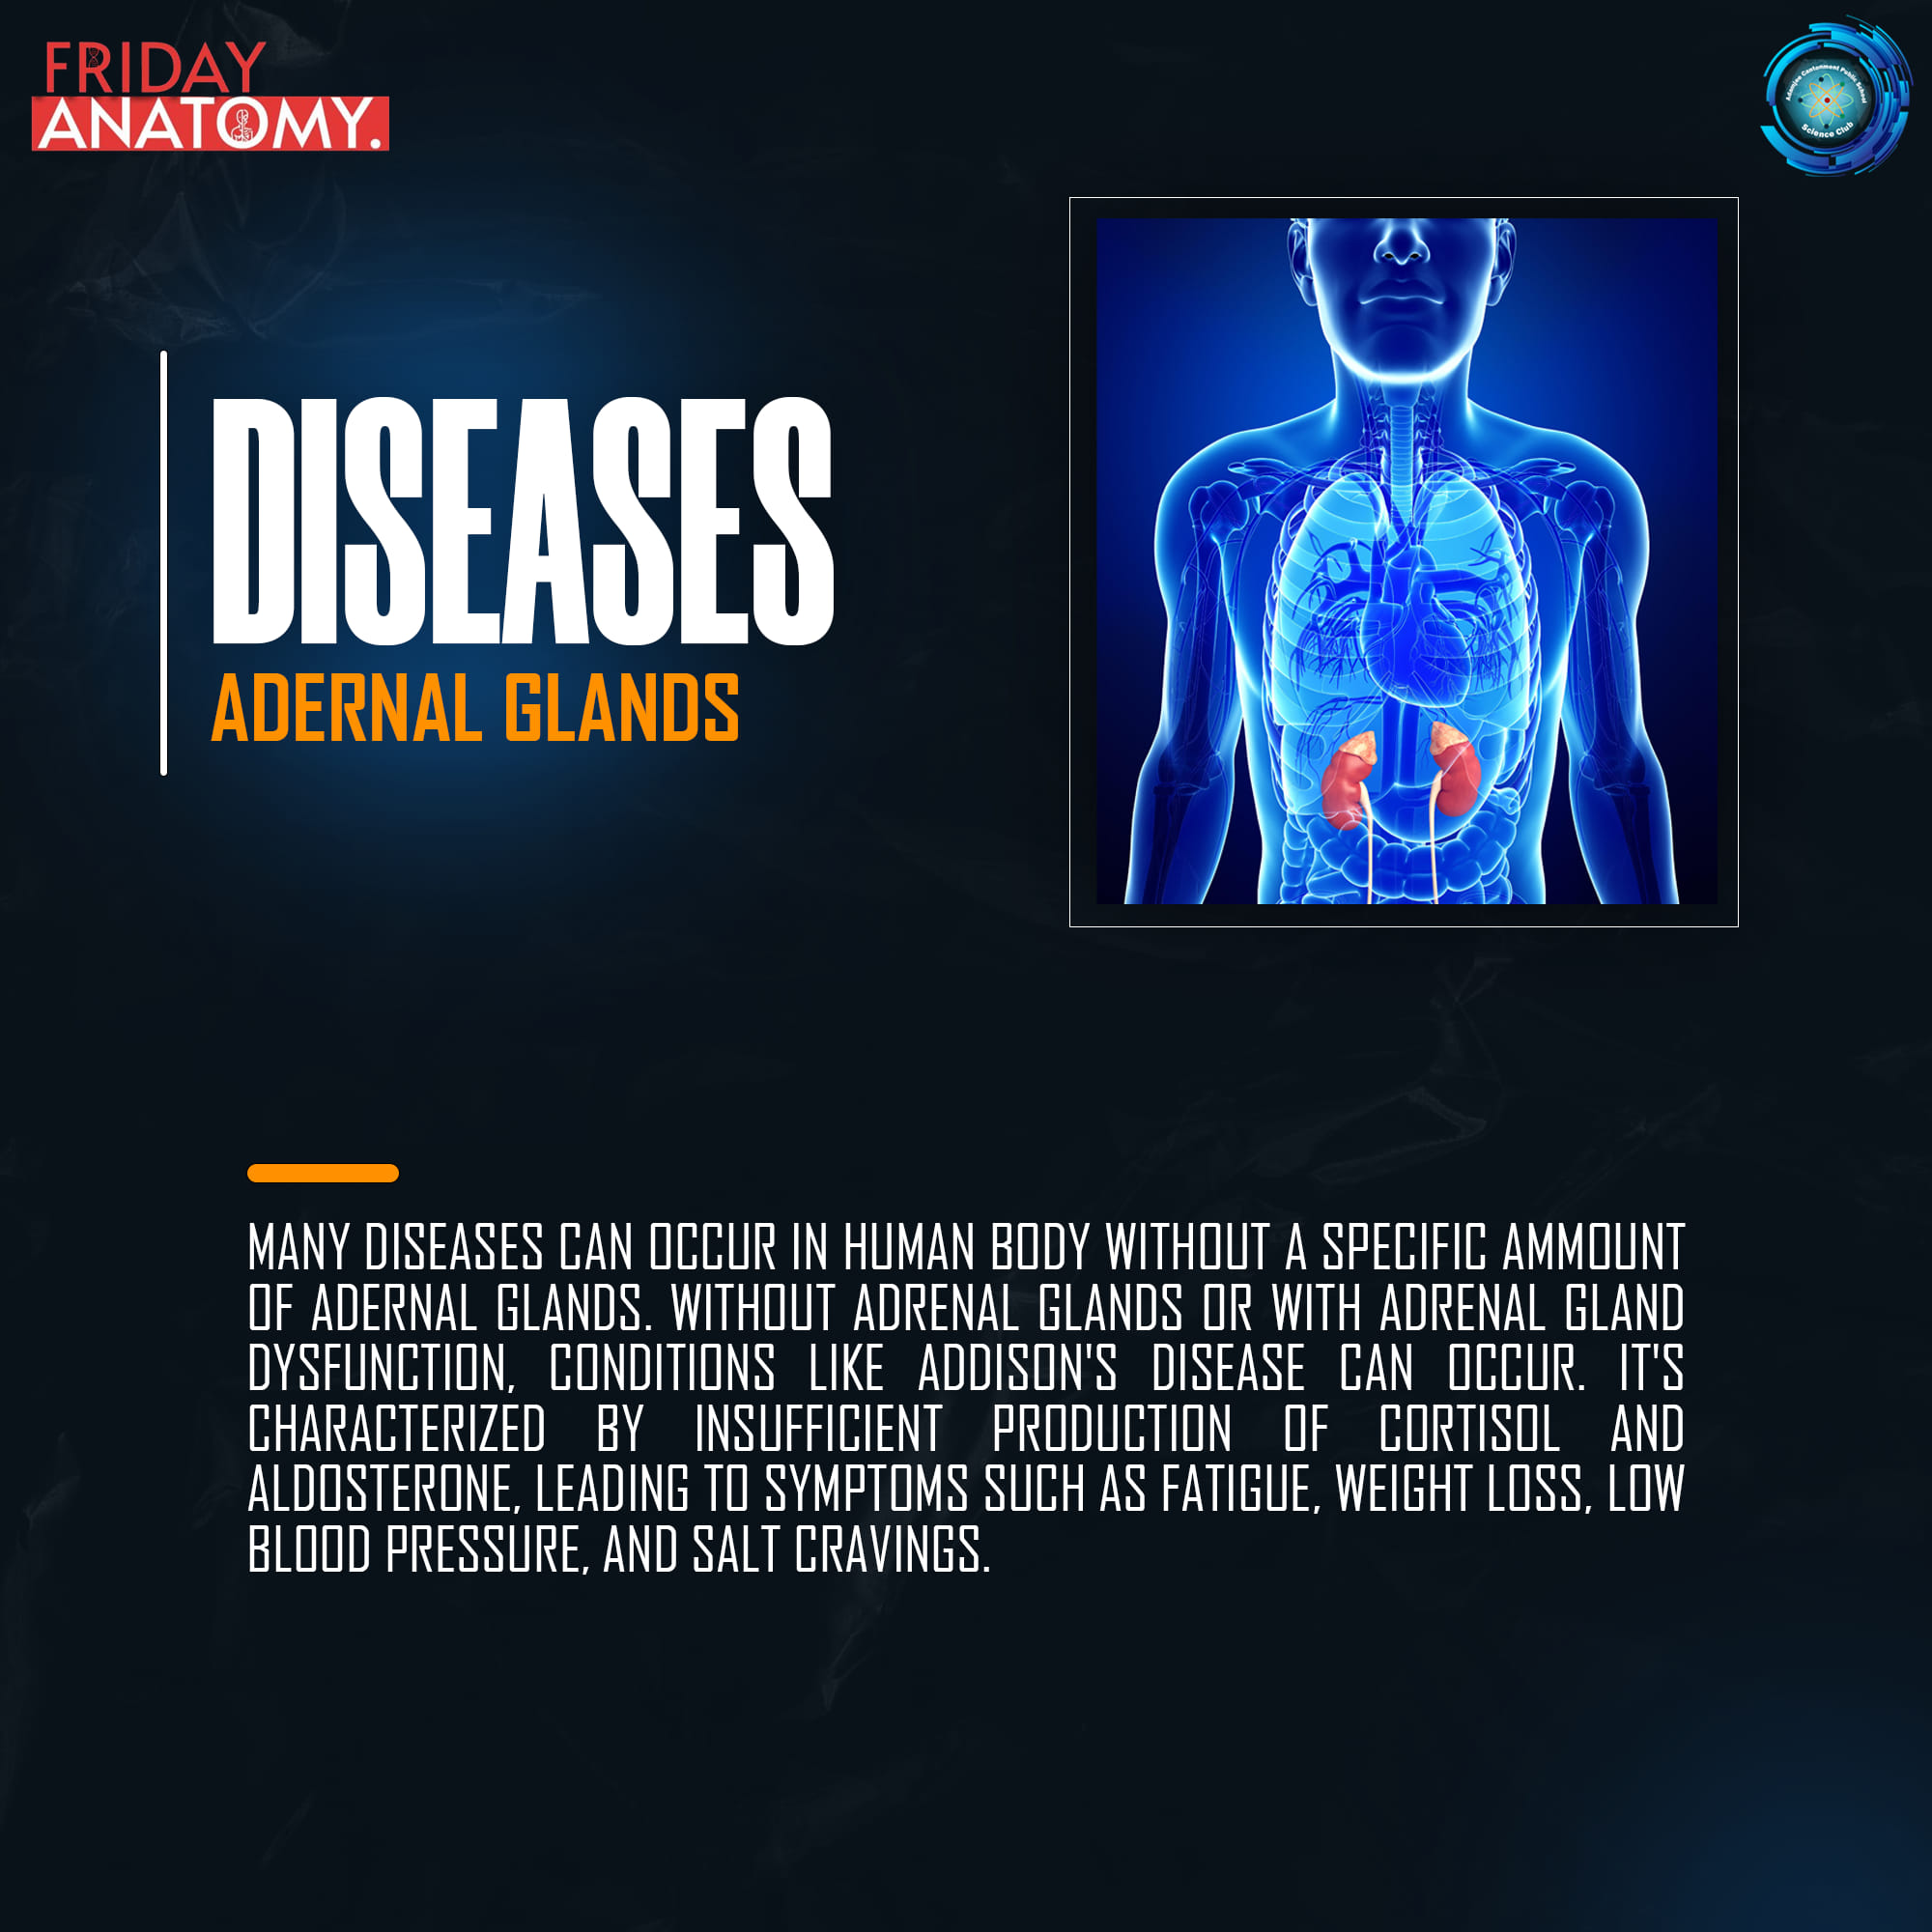 FRIDAY
ANATOMY.
Adamjee Cantonment Public School
Science Club
DISEASES
ADERNAL GLANDS
MANY DISEASES CAN OCCUR IN HUMAN BODY WITHOUT A SPECIFIC AMMOUNT
OF ADERNAL GLANDS. WITHOUT ADRENAL GLANDS OR WITH ADRENAL GLAND
DYSFUNCTION, CONDITIONS LIKE ADDISON'S DISEASE CAN OCCUR. IT'S
CHARACTERIZED BY INSUFFICIENT PRODUCTION OF CORTISOL AND
ALDOSTERONE, LEADING TO SYMPTOMS SUCH AS FATIGUE, WEIGHT LOSS, LOW
BLOOD PRESSURE, AND SALT CRAVINGS.